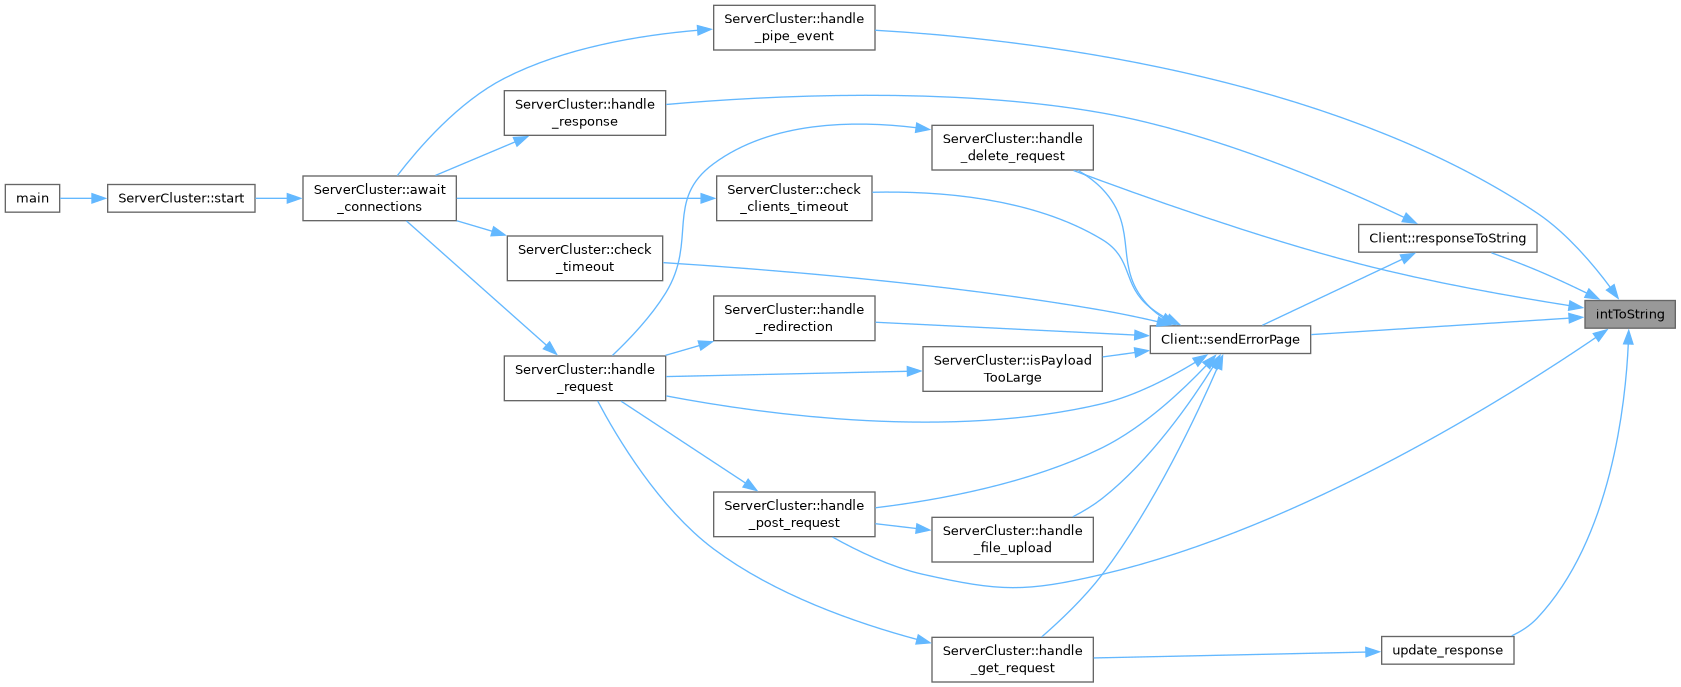 ServerCluster::handle
_pipe_event
ServerCluster::handle
_response
ServerCluster::handle
_delete_request
main
ServerCluster::start
ServerCluster::await
_connections
ServerCluster::check
_clients_timeout
Client::responseToString
ServerCluster::check
_timeout
ServerCluster::handle
_redirection
intToString
Client::sendErrorPage
ServerCluster::handle
_request
ServerCluster::isPayload
TooLarge
ServerCluster::handle
_post_request
ServerCluster::handle
_file_upload
ServerCluster::handle
_get_request
update_response